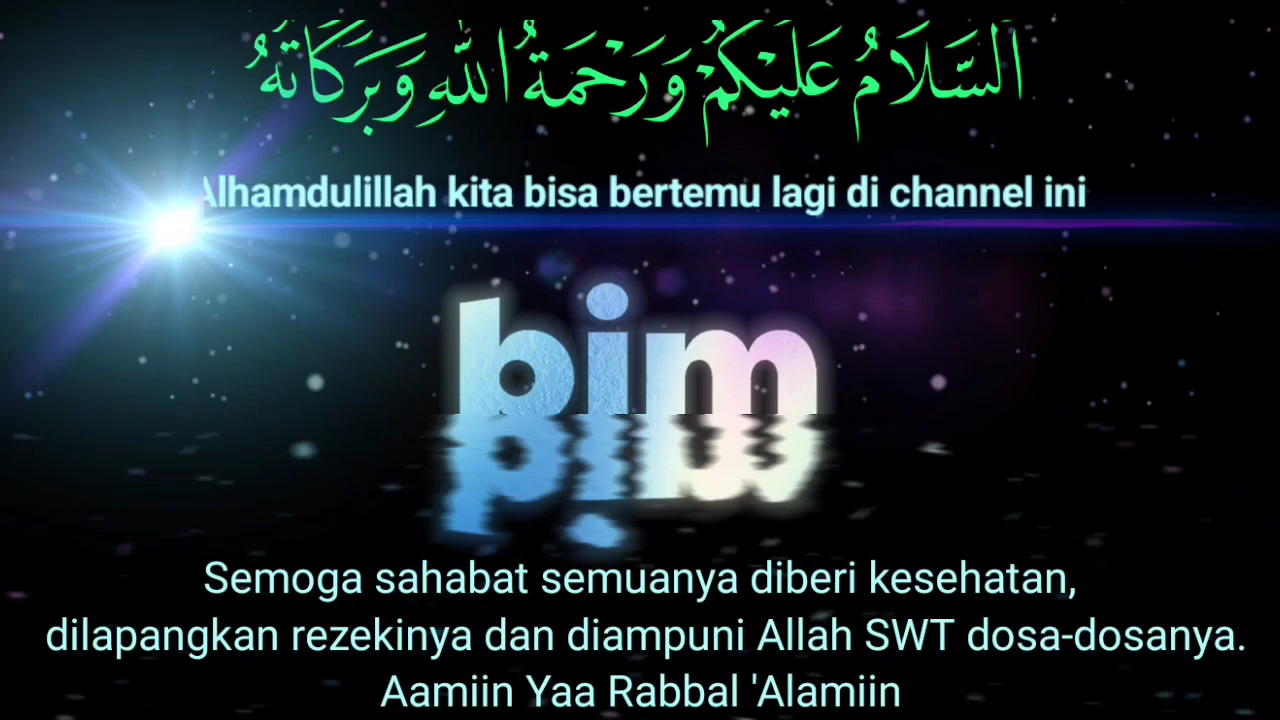 اَلسَّلَامُ عَلَيْكُمْ وَرَحْمَةُ اللهِ وَبَرَكَاتُهُ
Alhamdulillah kita bisa bertemu lagi di channel ini
bim
Semoga sahabat semuanya diberi kesehatan,
dilapangkan rezekinya dan diampuni Allah SWT dosa-dosanya.
Aamiin Yaa Rabbal 'Alamiin